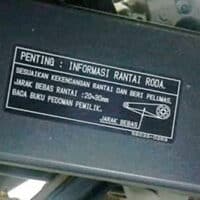 PENTING : INFORMASI RANTAI RODA.
SESUAIKAN KEKENCANGAN RANTAI DAN BERI PELUMAS.
JARAK BEBAS RANTAI :20~30mm
BACA BUKU PEDOMAN PEMILIK.
JARAK BEBAS